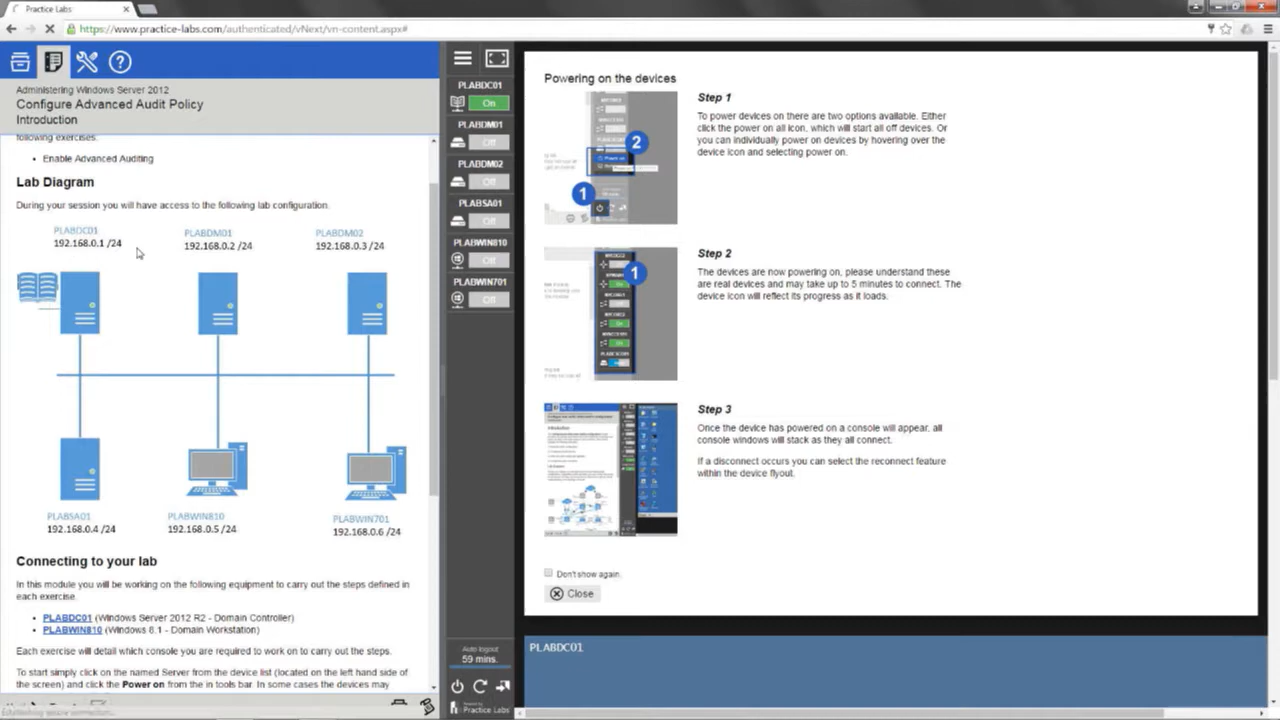 Practice Labs
https://www.practice-labs.com/authenticated/vNext/vn-content.aspx#
Administering Windows Server 2012
Configure Advanced Audit Policy
Introduction
following exercises:
• Enable Advanced Auditing
Lab Diagram
During your session you will have access to the following lab configuration.
PLABDC01
192.168.0.1 /24
PLABDM01
192.168.0.2 /24
PLABDM02
192.168.0.3 /24
PLABSA01
192.168.0.4 /24
PLABWIN810
192.168.0.5 /24
PLABWIN701
192.168.0.6 /24
Connecting to your lab
In this module you will be working on the following equipment to carry out the steps defined in
each exercise.
• PLABDC01 (Windows Server 2012 R2 - Domain Controller)
• PLABWIN810 (Windows 8.1 - Domain Workstation)
Each exercise will detail which console you are required to work on to carry out the steps.
To start simply click on the named Server from the device list (located on the left hand side of
the screen) and click the Power on from the in tools bar. In some cases the devices may
PLABDC01
On
PLABDM01
Off
PLABDM02
Off
PLABSA01
Off
PLABWIN810
Off
PLABWIN701
Off
Auto logout
59 mins.
Practice Labs
Powering on the devices
Step 1
To power devices on there are two options available. Either
click the power on all icon, which will start all off devices. Or
you can individually power on devices by hovering over the
device icon and selecting power on.
2
1
Step 2
The devices are now powering on, please understand these
are real devices and may take up to 5 minutes to connect. The
device icon will reflect its progress as it loads.
1
Step 3
Once the device has powered on a console will appear, all
console windows will stack as they all connect.
If a disconnect occurs you can select the reconnect feature
within the device flyout.
Don't show again.
Close
PLABDC01